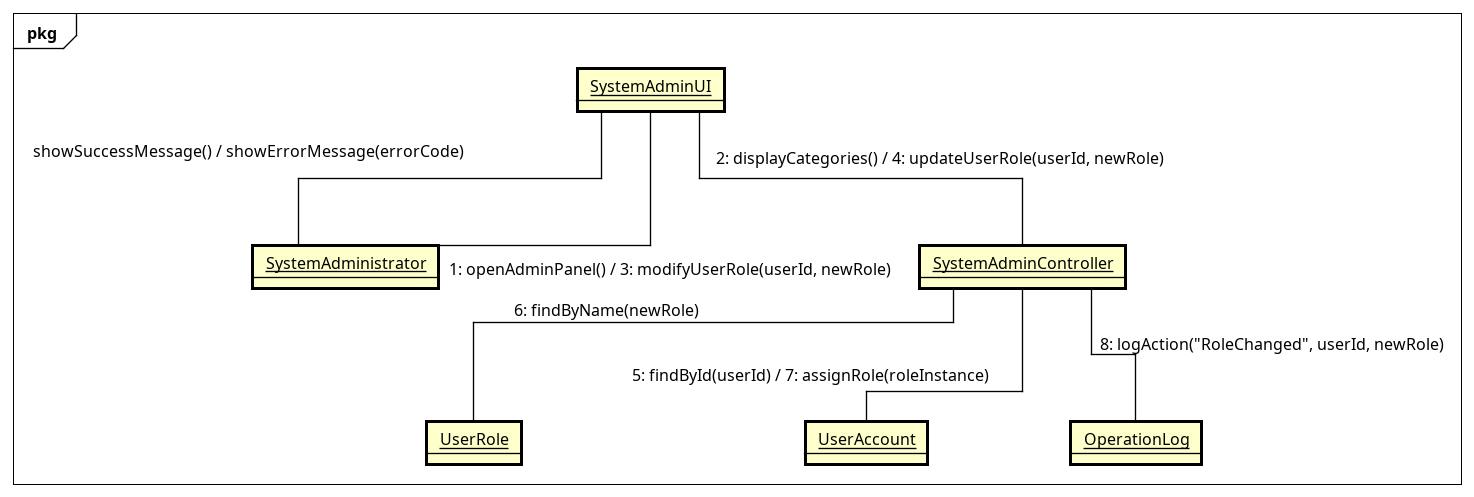 pkg
SystemAdminUI
showSuccessMessage() / showErrorMessage(errorCode)
2: displayCategories() / 4: updateUserRole(userId, newRole)
SystemAdministrator
1: openAdminPanel() / 3: modifyUserRole(userId, newRole)
SystemAdminController
6: findByName(newRole)
8: logAction("RoleChanged", userId, newRole)
5: findById(userId) / 7: assignRole(roleInstance)
UserRole
UserAccount
OperationLog